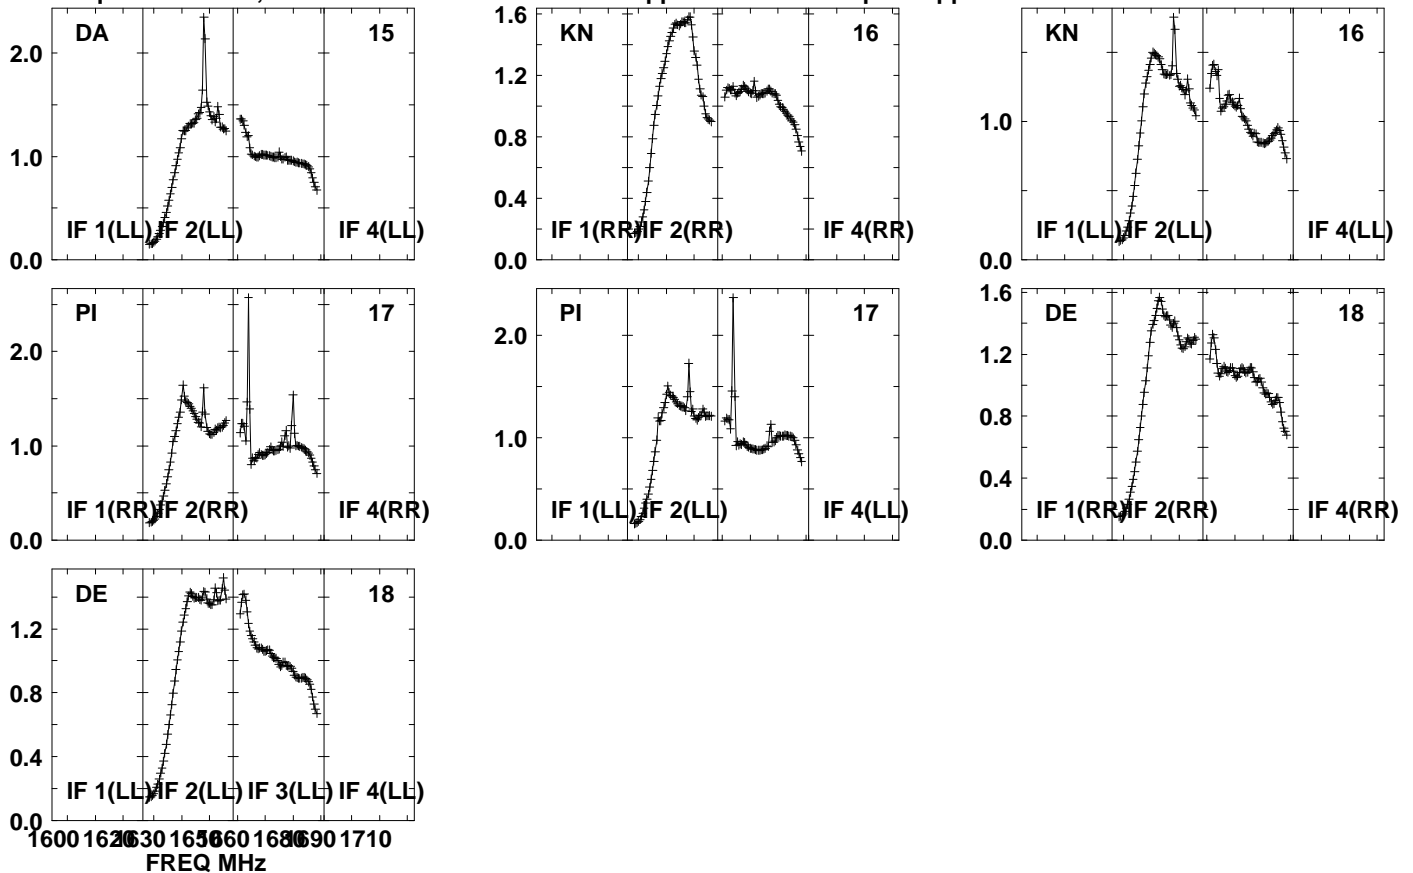 DA 15
2.0
1.0
0.0
IF 1(LL) IF 2(LL) IF 4(LL)
KN 16
1.6
1.2
0.8
0.4
0.0
IF 1(RR) IF 2(RR) IF 4(RR)
KN 16
1.0
0.0
IF 1(LL) IF 2(LL) IF 4(LL)
PI 17
2.0
1.0
0.0
IF 1(RR) IF 2(RR) IF 4(RR)
PI 17
2.0
1.0
0.0
IF 1(LL) IF 2(LL) IF 4(LL)
DE 18
1.6
1.2
0.8
0.4
0.0
IF 1(RR) IF 2(RR) IF 4(RR)
DE 18
1.2
0.8
0.4
0.0
IF 1(LL) IF 2(LL) IF 3(LL) IF 4(LL)
1600 1620 1630 1650 1660 1680 1690 1710
FREQ MHz